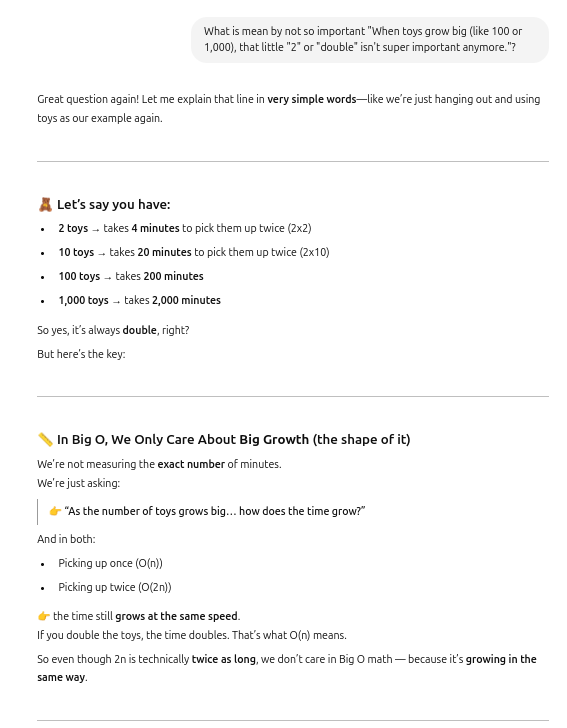 What is mean by not so important "When toys grow big (like 100 or
1,000), that little "2" or "double" isn't super important anymore."?
Great question again! Let me explain that line in very simple words—like we're just hanging out and using
toys as our example again.
🧸 Let's say you have:
• 2 toys → takes 4 minutes to pick them up twice (2x2)
• 10 toys → takes 20 minutes to pick them up twice (2x10)
• 100 toys → takes 200 minutes
• 1,000 toys → takes 2,000 minutes
So yes, it's always double, right?
But here's the key:
📏 In Big O, We Only Care About Big Growth (the shape of it)
We're not measuring the exact number of minutes.
We're just asking:
👉 “As the number of toys grows big… how does the time grow?”
And in both:
• Picking up once (O(n))
• Picking up twice (O(2n))
👉 the time still grows at the same speed.
If you double the toys, the time doubles. That's what O(n) means.
So even though 2n is technically twice as long, we don't care in Big O math — because it's growing in the
same way.